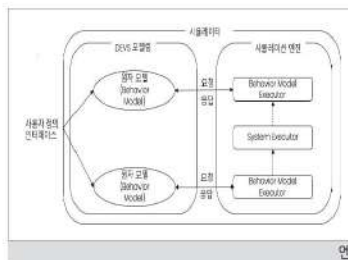 시뮬레이터
DEVS 모델링
시뮬레이션 엔진
원자 모델
(Behavior
Model)
요청
응답
Behavior Model
Executor
사용자 정의
인터페이스
System Executor
원자 모델
(Behavior
Model)
요청
응답
Behavior Model
Executor